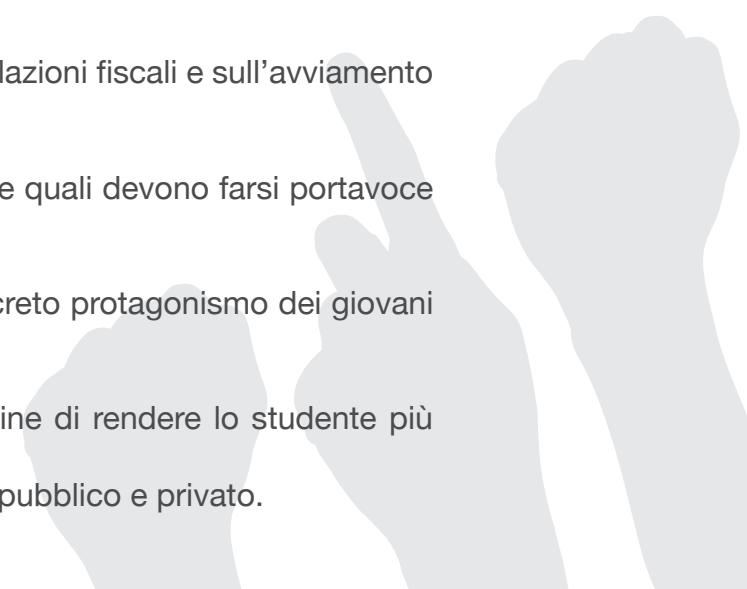 lazioni fiscali e sull’avviamento
e quali devono farsi portavoce
creto protagonismo dei giovani
ine di rendere lo studente più
pubblico e privato.